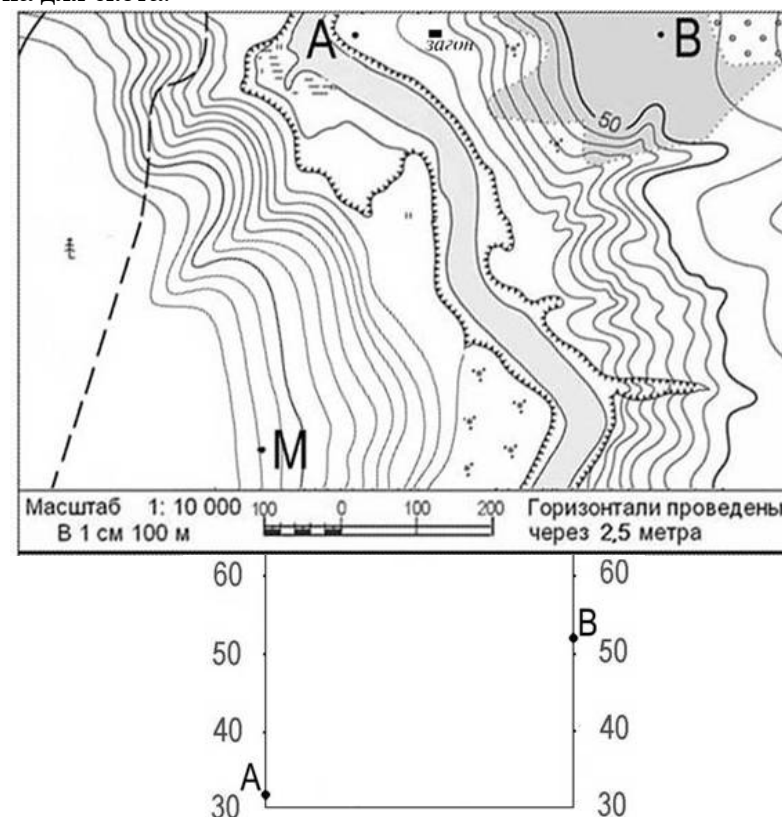 A загон B
50
M
Масштаб 1: 10 000 100 0 100 200 Горизонтали проведены
В 1 см 100 м через 2,5 метра
60 60
50 B 50
40 40
A
30 30